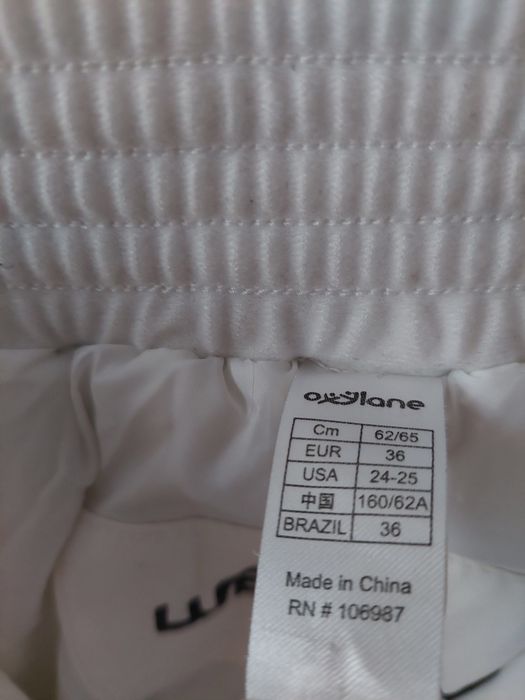 oxylane
Cm 62/65
EUR 36
USA 24-25
中国 160/62A
BRAZIL 36
Made in China
RN # 106987